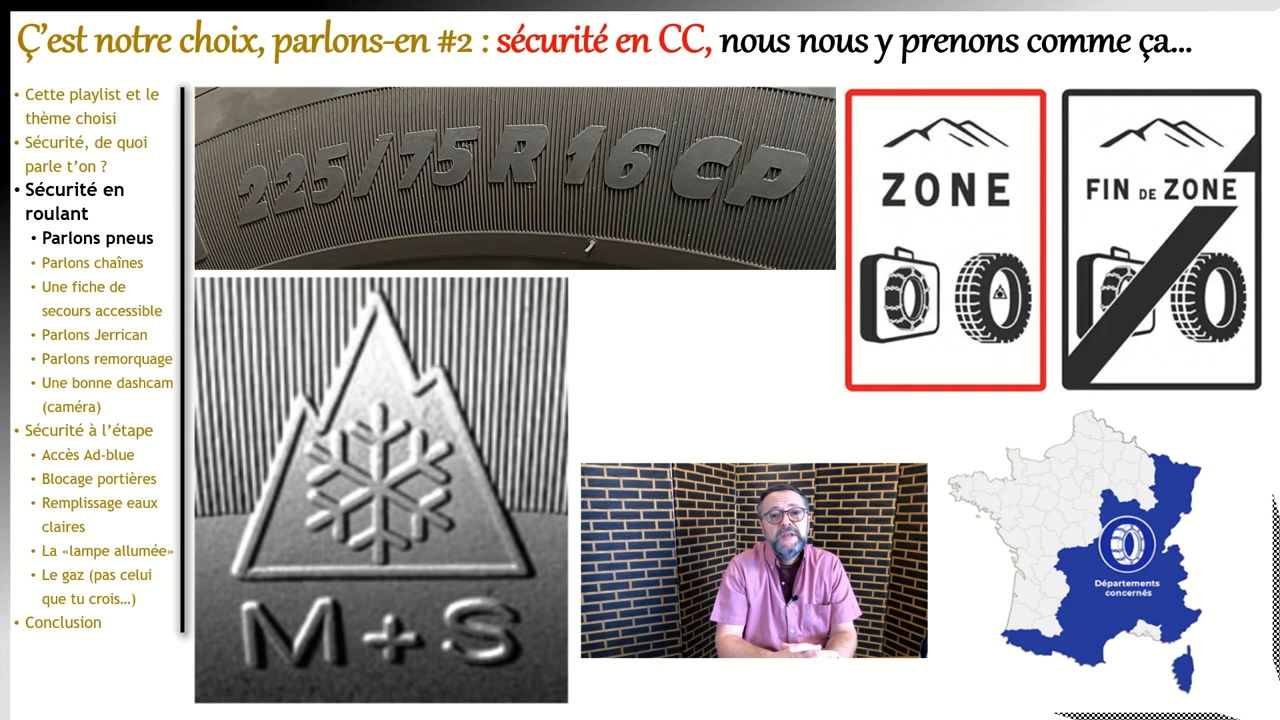 Ç'est notre choix, parlons-en #2 : sécurité en CC, nous nous y prenons comme ça...
• Cette playlist et le
thème choisi
• Sécurité, de quoi
parle t'on ?
• Sécurité en
roulant
• Parlons pneus
• Parlons chaînes
• Une fiche de
secours accessible
• Parlons Jerrican
• Parlons remorquage
• Une bonne dashcam
(caméra)
• Sécurité à l'étape
• Accès Ad-blue
• Blocage portières
• Remplissage eaux
claires
• La «lampe allumée»
• Le gaz (pas celui
que tu crois…)
• Conclusion
225/75 R 16 CP
M+S
ZONE
FIN DE ZONE
Départements
concernés